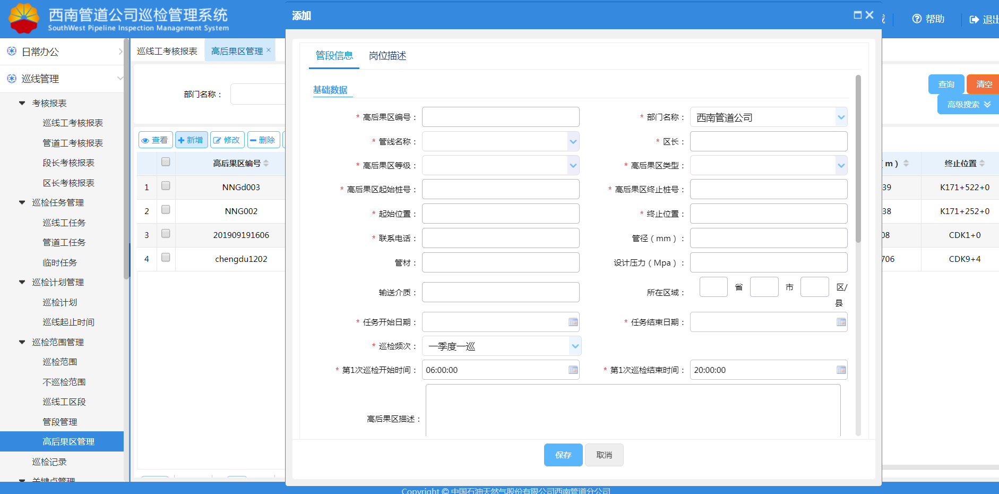 西南管道公司巡检管理系统
SouthWest Pipeline Inspection Management System
帮助
退出
日常办公
巡线管理
考核报表
巡线工考核报表
管道工考核报表
段长考核报表
区长考核报表
巡检任务管理
巡线工任务
管道工任务
临时任务
巡检计划管理
巡检计划
巡线起止时间
巡检范围管理
巡检范围
不巡检范围
巡线工区段
管段管理
高后果区管理
巡检记录
关键点管理
巡线工考核报表
高后果区管理 ×
部门名称：
查询
清空
高级搜索
查看
新增
修改
删除
高后果区编号
m）
终止位置
1 NNGd003 39 K171+522+0
2 NNG002 38 K171+252+0
3 201909191606 08 CDK1+0
4 chengdu1202 706 CDK9+4
添加
管段信息
岗位描述
基础数据
* 高后果区编号：
* 部门名称： 西南管道公司
* 管线名称：
* 区长：
* 高后果区等级：
* 高后果区类型：
* 高后果区起始桩号：
* 高后果区终止桩号：
* 起始位置：
* 终止位置：
* 联系电话：
管径（mm）：
管材：
设计压力（Mpa）：
输送介质：
所在区域： 省 市 区/
县
* 任务开始日期：
* 任务结束日期：
* 巡检频次： 一季度一巡
* 第1次巡检开始时间： 06:00:00
* 第1次巡检结束时间： 20:00:00
高后果区描述：
保存
取消
Copyright © 中国石油天然气股份有限公司西南管道分公司